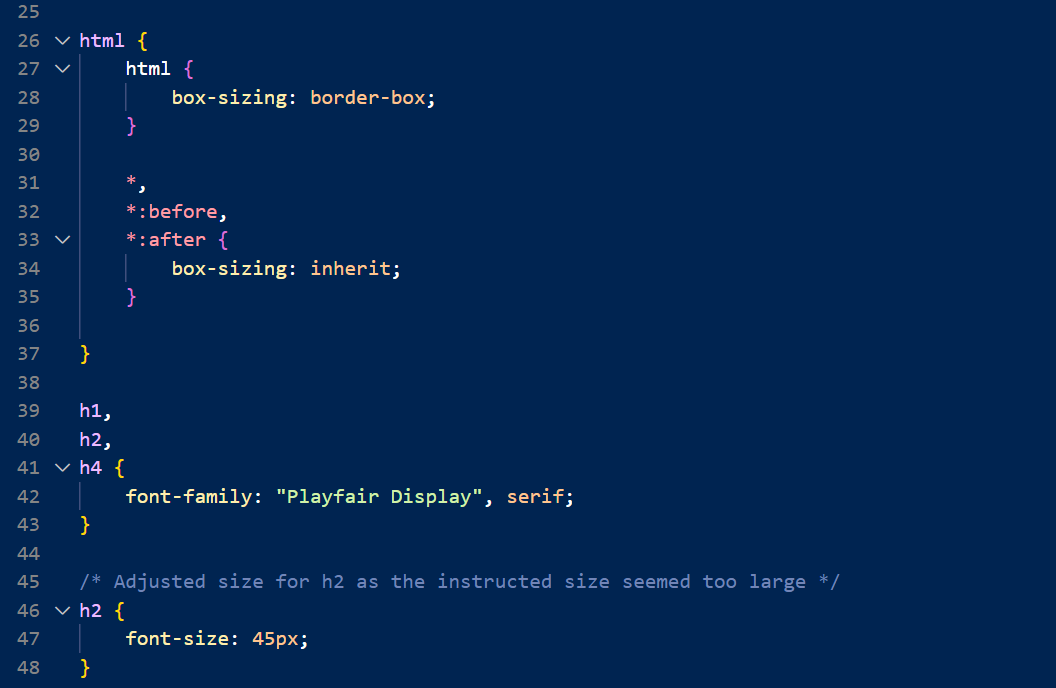 25
26 html {
27     html {
28         box-sizing: border-box;
29     }
30
31     *,
32     *:before,
33     *:after {
34         box-sizing: inherit;
35     }
36
37 }
38
39 h1,
40 h2,
41 h4 {
42     font-family: "Playfair Display", serif;
43 }
44
45 /* Adjusted size for h2 as the instructed size seemed too large */
46 h2 {
47     font-size: 45px;
48 }